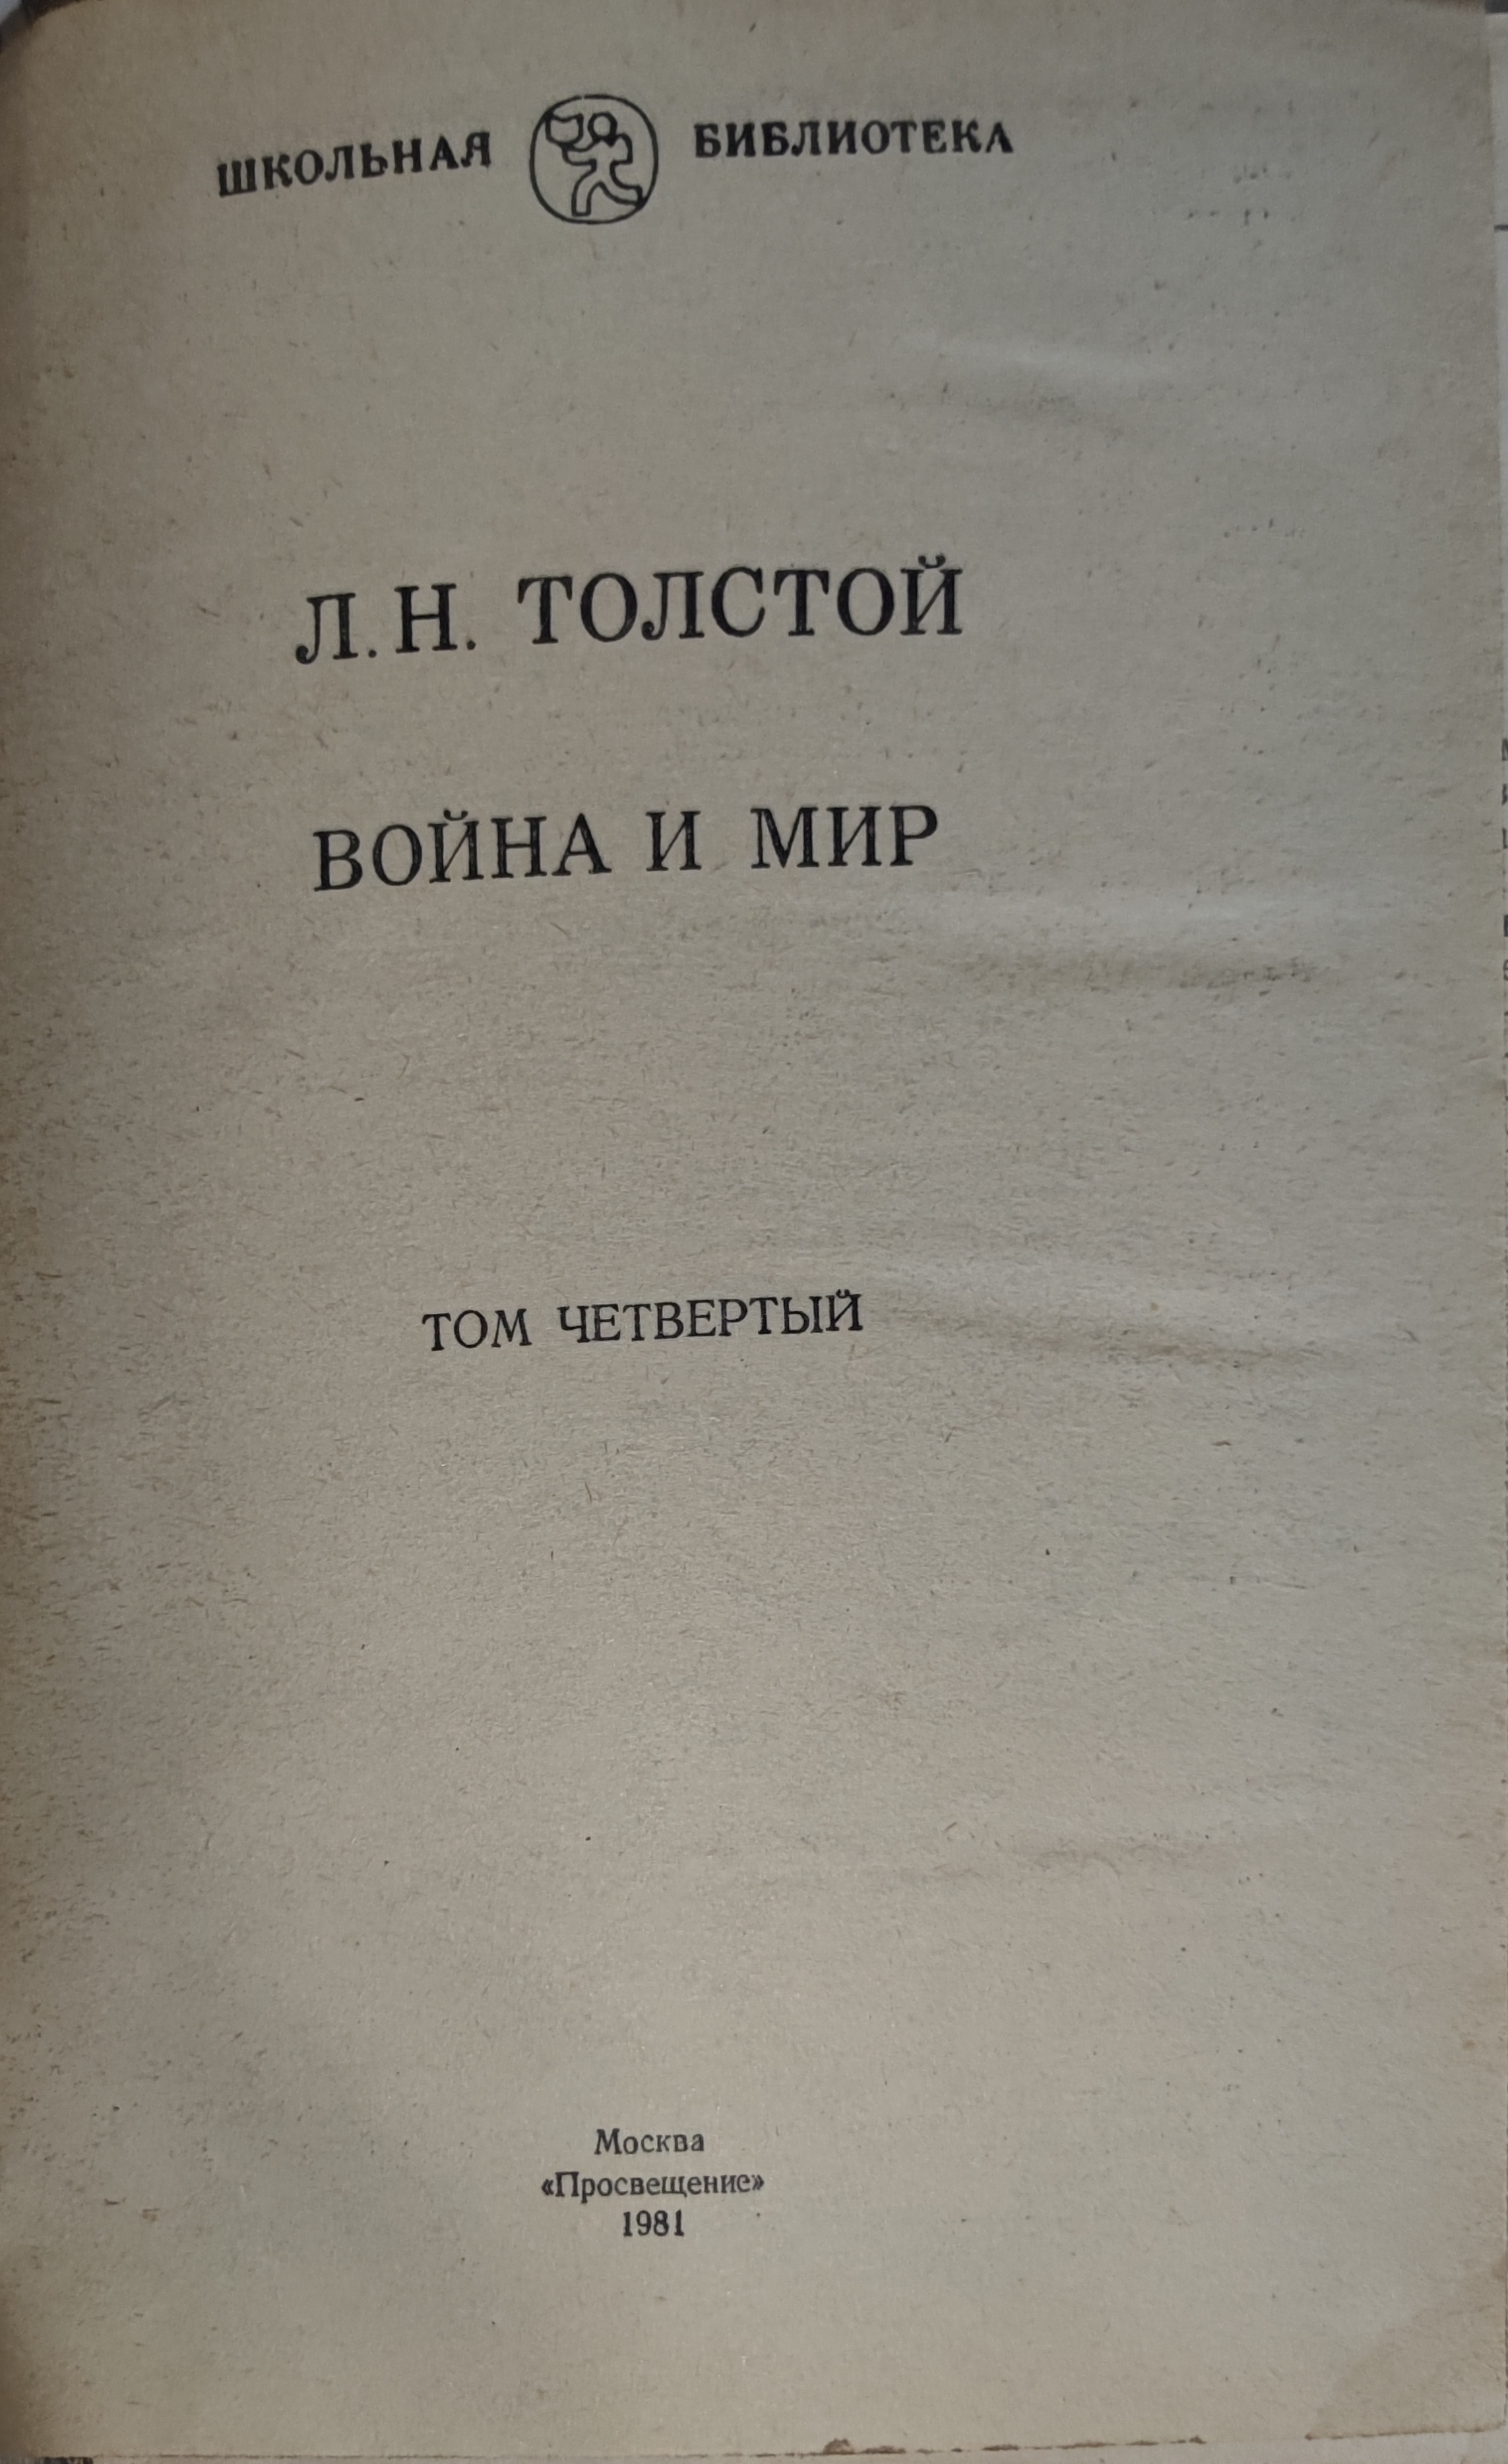 ШКОЛЬНАЯ БИБЛИОТЕКА
Л. Н. ТОЛСТОЙ
ВОЙНА И МИР
ТОМ ЧЕТВЕРТЫЙ
Москва
«Просвещение»
1981